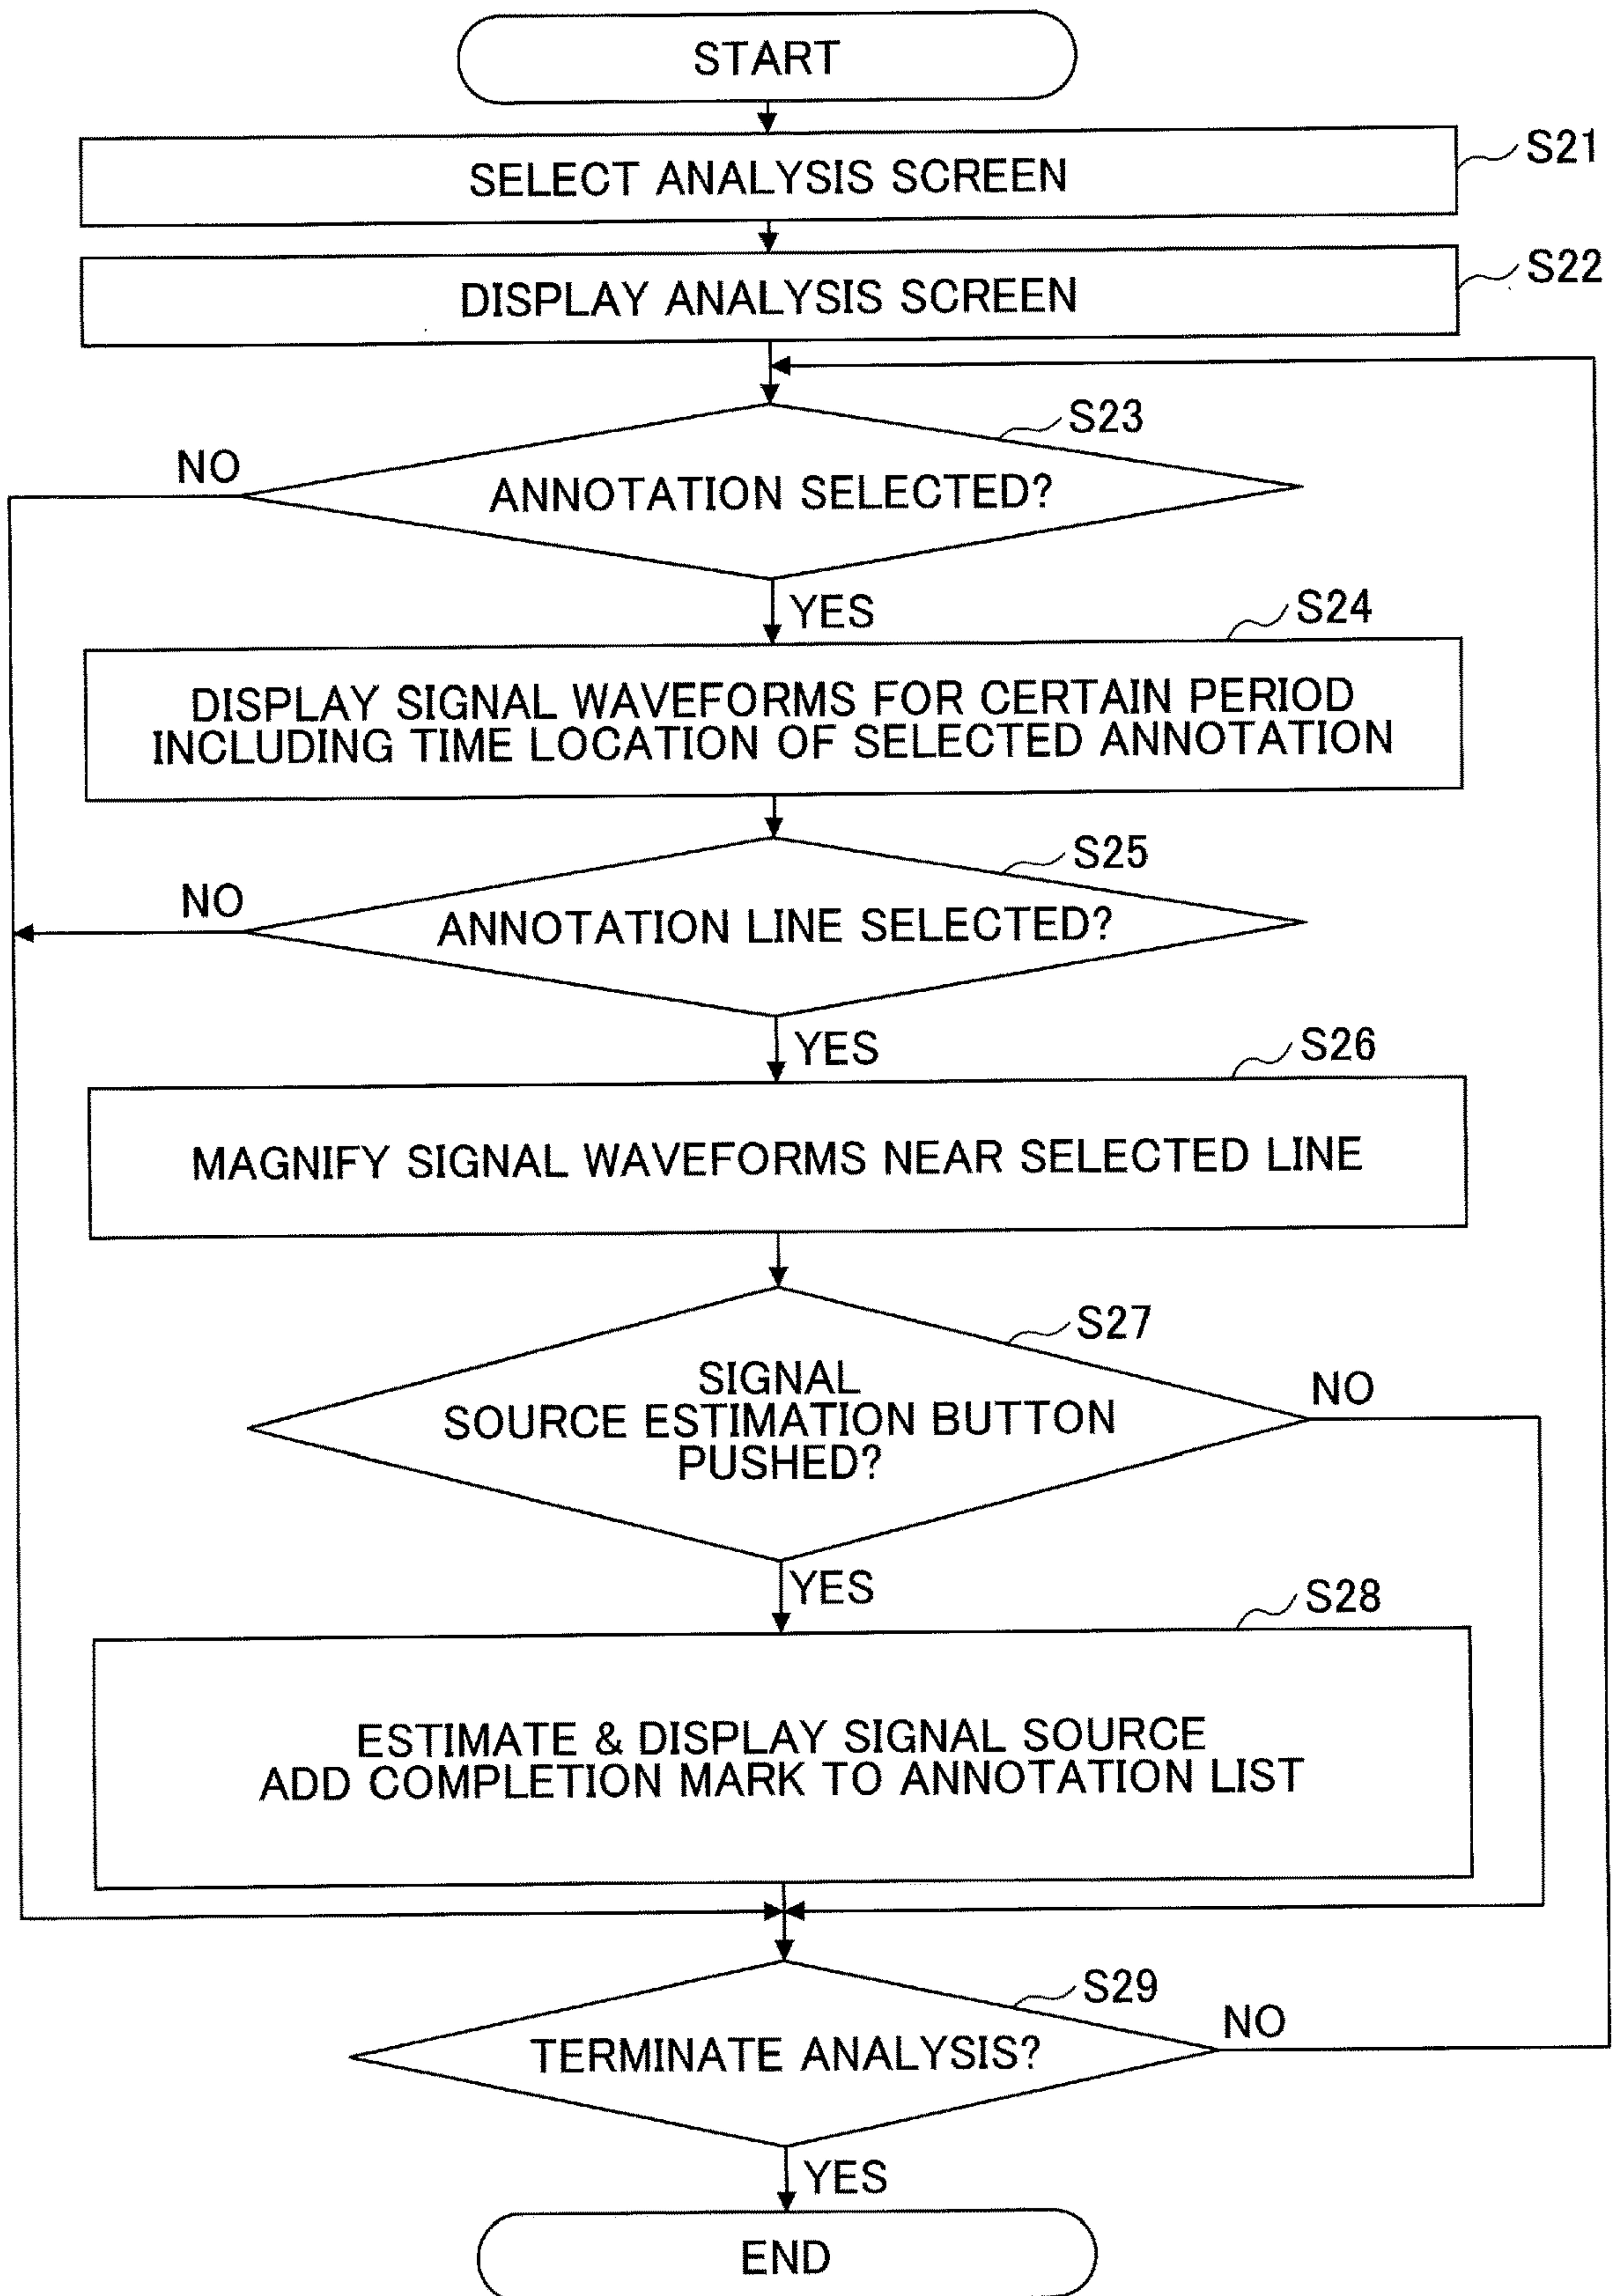 START
S21
SELECT ANALYSIS SCREEN
S22
DISPLAY ANALYSIS SCREEN
S23
NO
ANNOTATION SELECTED?
YES
S24
DISPLAY SIGNAL WAVEFORMS FOR CERTAIN PERIOD
INCLUDING TIME LOCATION OF SELECTED ANNOTATION
S25
NO
ANNOTATION LINE SELECTED?
YES
S26
MAGNIFY SIGNAL WAVEFORMS NEAR SELECTED LINE
S27
SIGNAL
SOURCE ESTIMATION BUTTON
PUSHED?
NO
YES
S28
ESTIMATE & DISPLAY SIGNAL SOURCE
ADD COMPLETION MARK TO ANNOTATION LIST
S29
NO
TERMINATE ANALYSIS?
YES
END